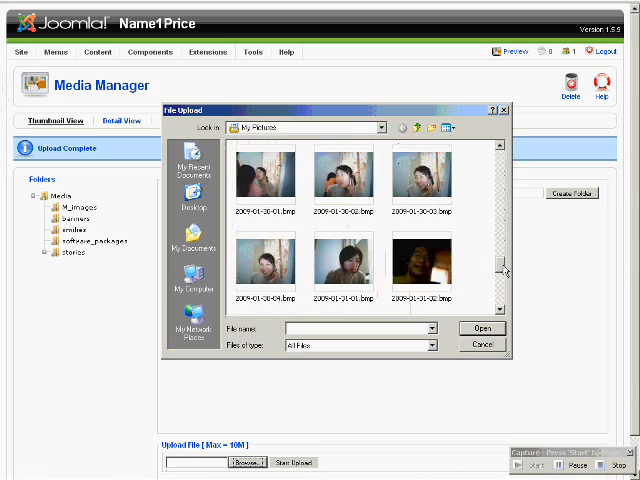 Joomla! Name1Price
Version 1.5.9
Site Menus Content Components Extensions Tools Help
Preview 0 1 Logout
Media Manager
Delete Help
Thumbnail View Detail View
Upload Complete
Folders
Media
M_images
banners
smilies
software_packages
stories
Create Folder
File Upload
Look in: My Pictures
My Recent Documents
Desktop
My Documents
My Computer
My Network Places
2009-01-30-01.bmp 2009-01-30-02.bmp 2009-01-30-03.bmp
2009-01-30-04.bmp 2009-01-31-01.bmp 2009-01-31-02.bmp
File name: Open
Files of type: All Files Cancel
Upload File [ Max = 10M ]
Browse... Start Upload
Capture - Press "Start" to Begin
Start Pause Stop